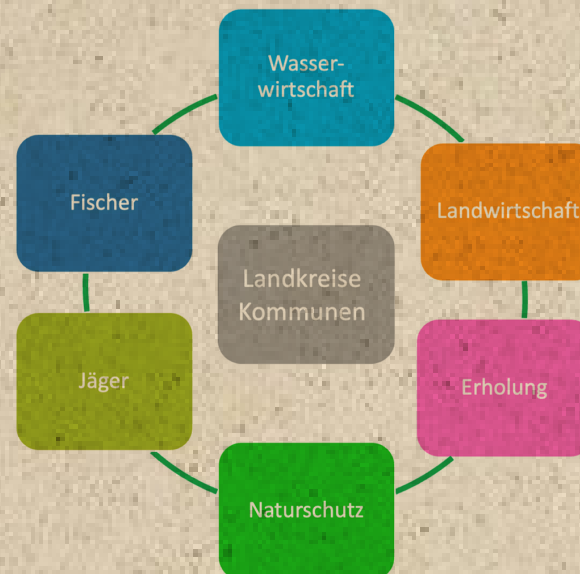 Wasser-
wirtschaft
Fischer
Landwirtschaft
Landkreise
Kommunen
Jäger
Erholung
Naturschutz